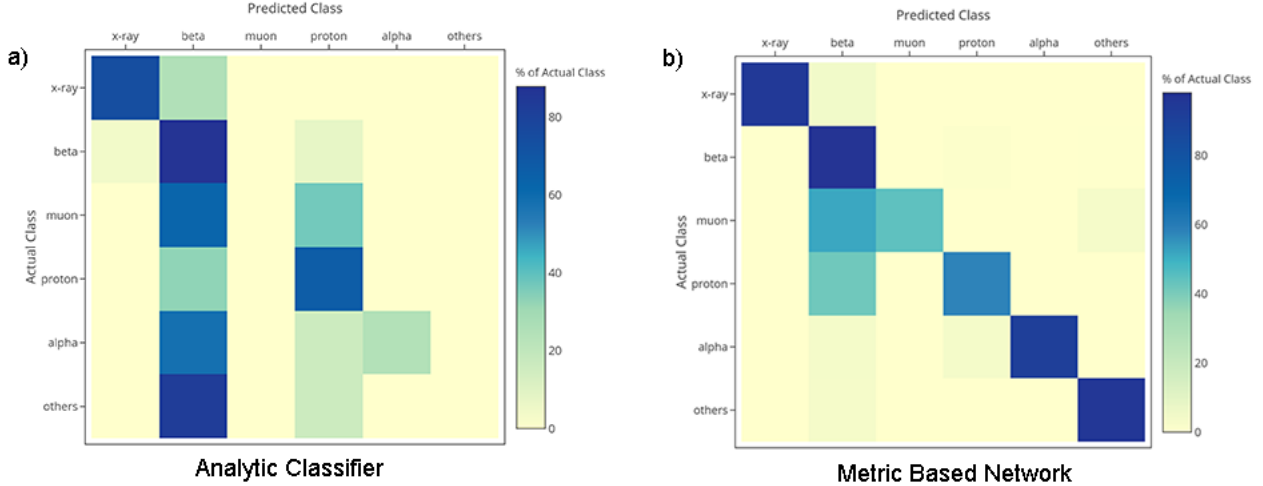 a)
Predicted Class
x-ray beta muon proton alpha others
Actual Class
x-ray
beta
muon
proton
alpha
others
% of Actual Class
80
60
40
20
0
Analytic Classifier
b)
Predicted Class
x-ray beta muon proton alpha others
Actual Class
x-ray
beta
muon
proton
alpha
others
% of Actual Class
80
60
40
20
0
Metric Based Network